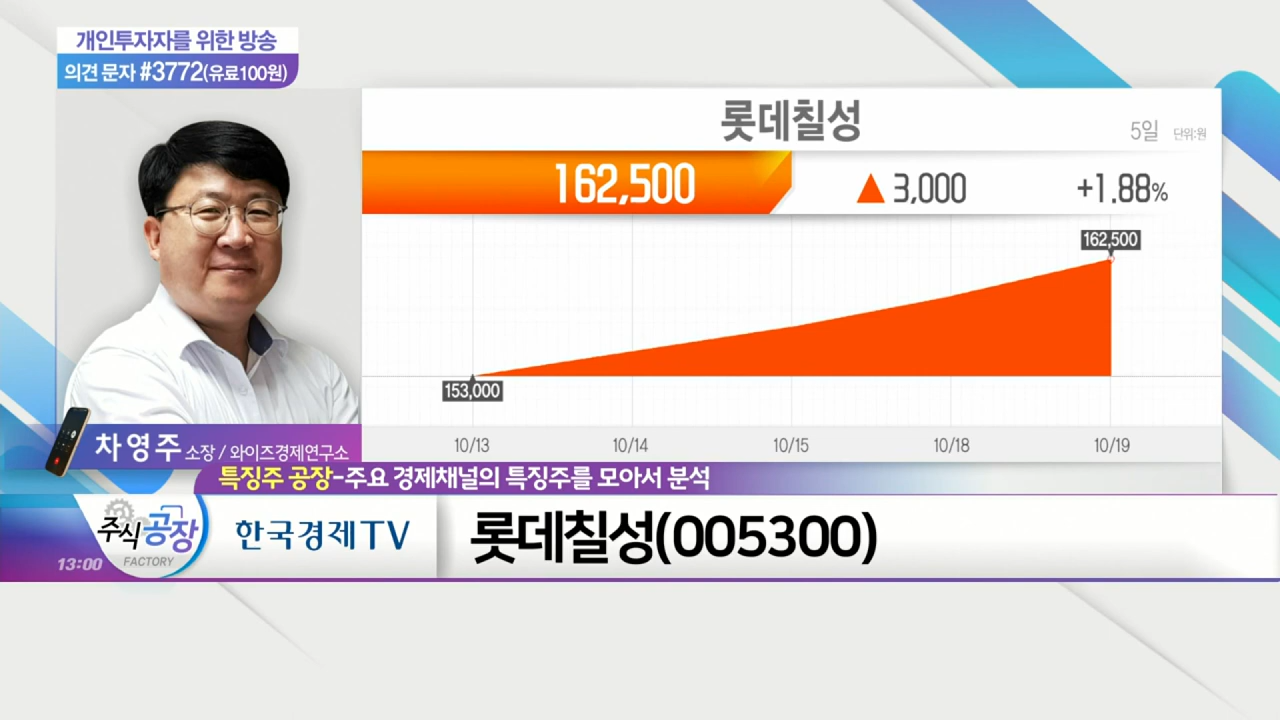 개인투자자를 위한 방송
의견 문자 #3772(유료100원)
롯데칠성
5일 단위:원
162,500 ▲ 3,000 +1.88%
162,500
153,000
10/13 10/14 10/15 10/18 10/19
차영주 소장 / 와이즈경제연구소
특징주 공장-주요 경제채널의 특징주를 모아서 분석
주식공장
FACTORY
13:00
한국경제TV
롯데칠성(005300)